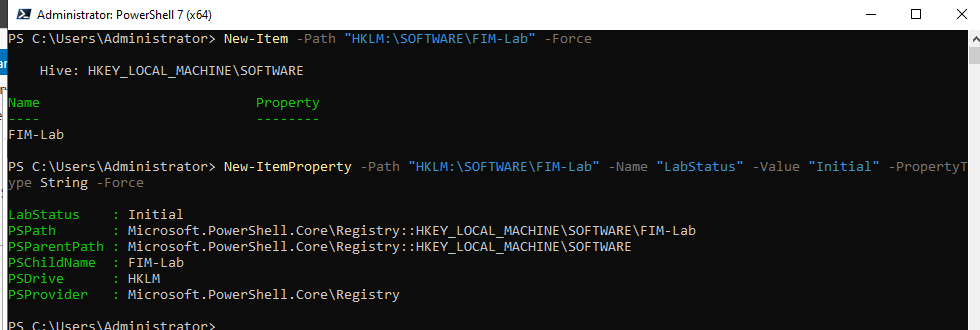 Administrator: PowerShell 7 (x64)
PS C:\Users\Administrator> New-Item -Path "HKLM:\SOFTWARE\FIM-Lab" -Force
Hive: HKEY_LOCAL_MACHINE\SOFTWARE
Name Property
---- --------
FIM-Lab
PS C:\Users\Administrator> New-ItemProperty -Path "HKLM:\SOFTWARE\FIM-Lab" -Name "LabStatus" -Value "Initial" -PropertyT
ype String -Force
LabStatus : Initial
PSPath : Microsoft.PowerShell.Core\Registry::HKEY_LOCAL_MACHINE\SOFTWARE\FIM-Lab
PSParentPath : Microsoft.PowerShell.Core\Registry::HKEY_LOCAL_MACHINE\SOFTWARE
PSChildName : FIM-Lab
PSDrive : HKLM
PSProvider : Microsoft.PowerShell.Core\Registry
PS C:\Users\Administrator>